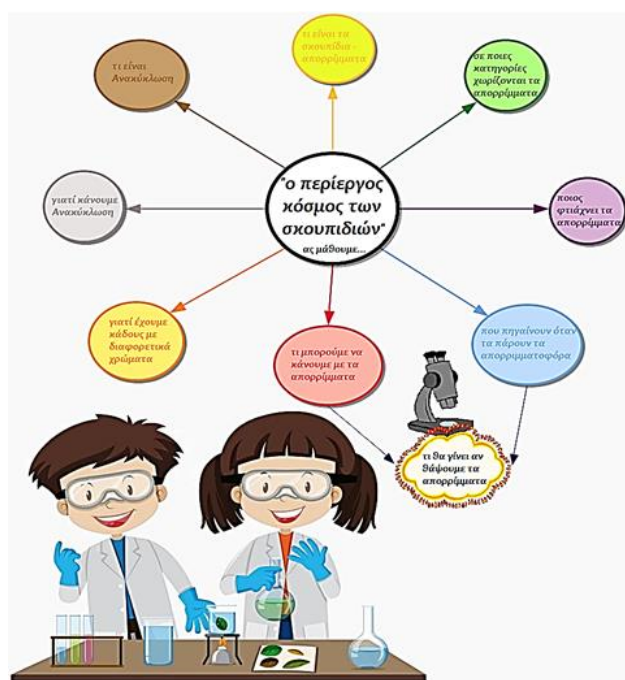 τι είναι τα
σκουπίδια -
απορρίμματα
τι είναι
Ανακύκλωση
σε ποιες
κατηγορίες
χωρίζονται τα
απορρίμματα
"ο περίεργος
κόσμος των
σκουπιδιών"
ας μάθουμε...
γιατί κάνουμε
Ανακύκλωση
ποιος
φτιάχνει τα
απορρίμματα
γιατί έχουμε
κάδους με
διαφορετικά
χρώματα
τι μπορούμε να
κάνουμε με τα
απορρίμματα
που πηγαίνουν όταν
τα πάρουν τα
απορριμματοφόρα
τι θα γίνει αν
θάψουμε τα
απορρίμματα